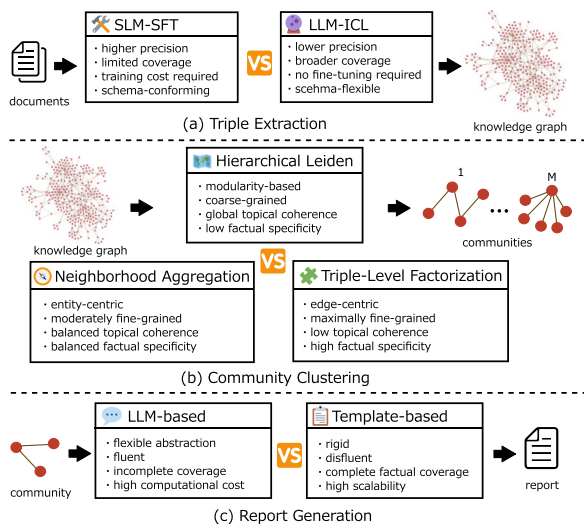 SLM-SFT
・higher precision
・limited coverage
・training cost required
・schema-conforming
VS
LLM-ICL
・lower precision
・broader coverage
・no fine-tuning required
・scehma-flexible
documents
knowledge graph
(a) Triple Extraction
Hierarchical Leiden
・modularity-based
・coarse-grained
・global topical coherence
・low factual specificity
knowledge graph
1
M
...
communities
VS
Neighborhood Aggregation
・entity-centric
・moderately fine-grained
・balanced topical coherence
・balanced factual specificity
Triple-Level Factorization
・edge-centric
・maximally fine-grained
・low topical coherence
・high factual specificity
(b) Community Clustering
LLM-based
・flexible abstraction
・fluent
・incomplete coverage
・high computational cost
VS
Template-based
・rigid
・disfluent
・complete factual coverage
・high scalability
community
report
(c) Report Generation